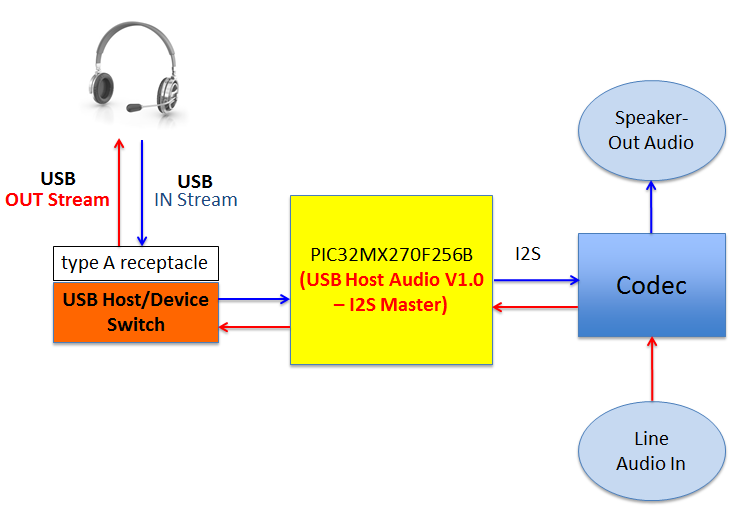 Speaker-
Out Audio
USB
OUT Stream
USB
IN Stream
type A receptacle
USB Host/Device
Switch
PIC32MX270F256B
(USB Host Audio V1.0
– I2S Master)
I2S
Codec
Line
Audio In